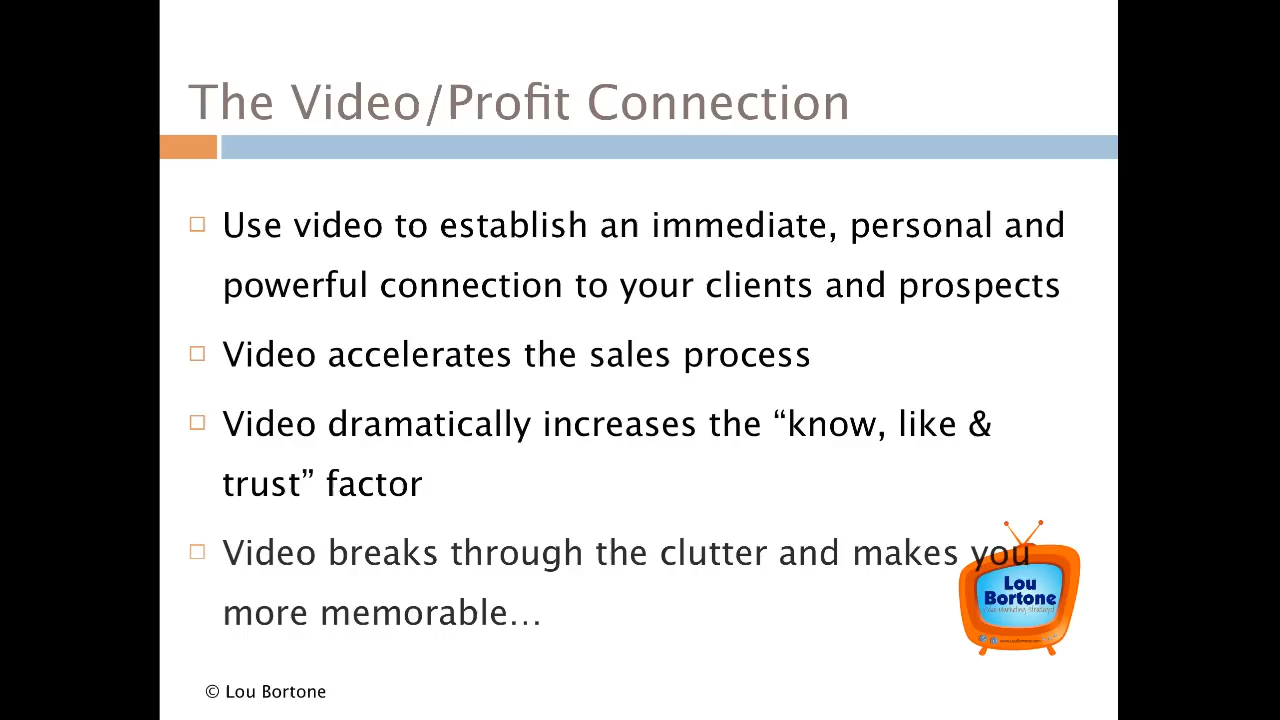 The Video/Profit Connection
Use video to establish an immediate, personal and
powerful connection to your clients and prospects
Video accelerates the sales process
Video dramatically increases the “know, like &
trust” factor
Video breaks through the clutter and makes you
more memorable…
Lou
Bortone
© Lou Bortone